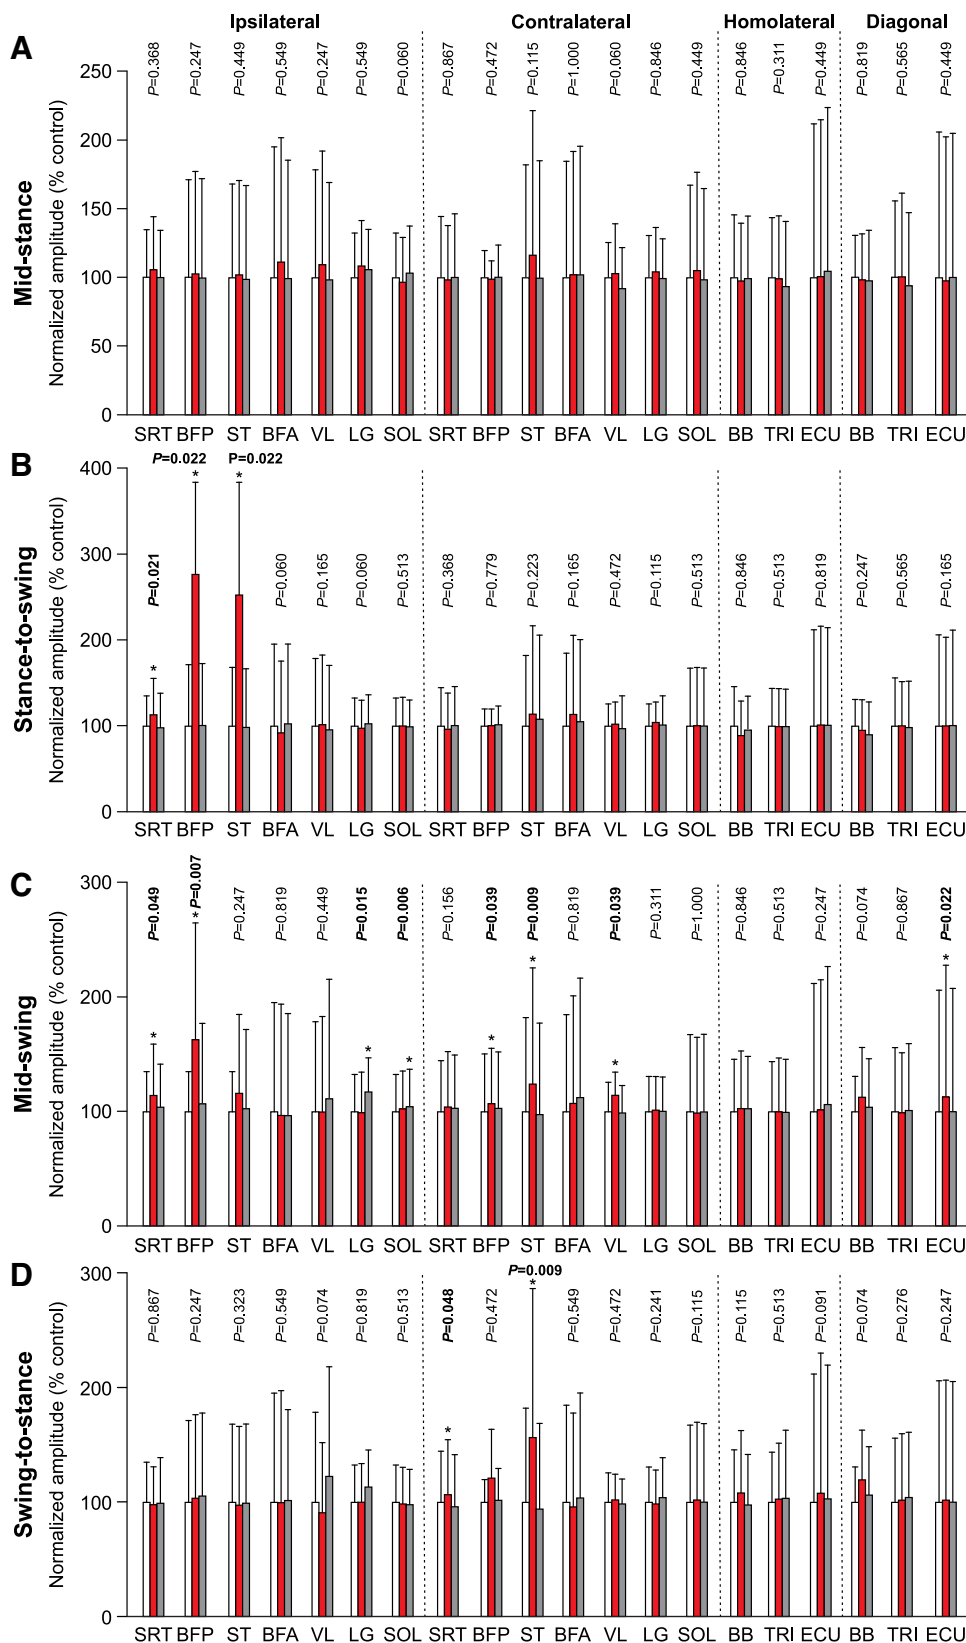 Ipsilateral Contralateral Homolateral Diagonal
A
P=0.368 P=0.247 P=0.449 P=0.549 P=0.247 P=0.549 P=0.060 P=0.867 P=0.472 P=0.115 P=1.000 P=0.060 P=0.846 P=0.449 P=0.846 P=0.311 P=0.449 P=0.819 P=0.565 P=0.449
Mid-stance
Normalized amplitude (% control)
250
200
150
100
50
0
SRT BFP ST BFA VL LG SOL SRT BFP ST BFA VL LG SOL BB TRI ECU BB TRI ECU
B
P=0.022 P=0.022
* *
P=0.021 P=0.060 P=0.165 P=0.060 P=0.513 P=0.368 P=0.779 P=0.223 P=0.165 P=0.472 P=0.115 P=0.513 P=0.846 P=0.513 P=0.819 P=0.247 P=0.565 P=0.165
*
Stance-to-swing
Normalized amplitude (% control)
400
300
200
100
0
SRT BFP ST BFA VL LG SOL SRT BFP ST BFA VL LG SOL BB TRI ECU BB TRI ECU
C
P=0.049 * P=0.007 P=0.247 P=0.819 P=0.449 P=0.015 P=0.006 P=0.156 P=0.039 P=0.009 P=0.819 P=0.039 P=0.311 P=1.000 P=0.846 P=0.513 P=0.247 P=0.074 P=0.867 P=0.022
* *
* * * * *
Mid-swing
Normalized amplitude (% control)
300
200
100
0
SRT BFP ST BFA VL LG SOL SRT BFP ST BFA VL LG SOL BB TRI ECU BB TRI ECU
D
P=0.009
*
P=0.867 P=0.247 P=0.323 P=0.549 P=0.074 P=0.819 P=0.513 P=0.048 P=0.472 P=0.549 P=0.472 P=0.241 P=0.115 P=0.115 P=0.513 P=0.091 P=0.074 P=0.276 P=0.247
*
Swing-to-stance
Normalized amplitude (% control)
300
200
100
0
SRT BFP ST BFA VL LG SOL SRT BFP ST BFA VL LG SOL BB TRI ECU BB TRI ECU